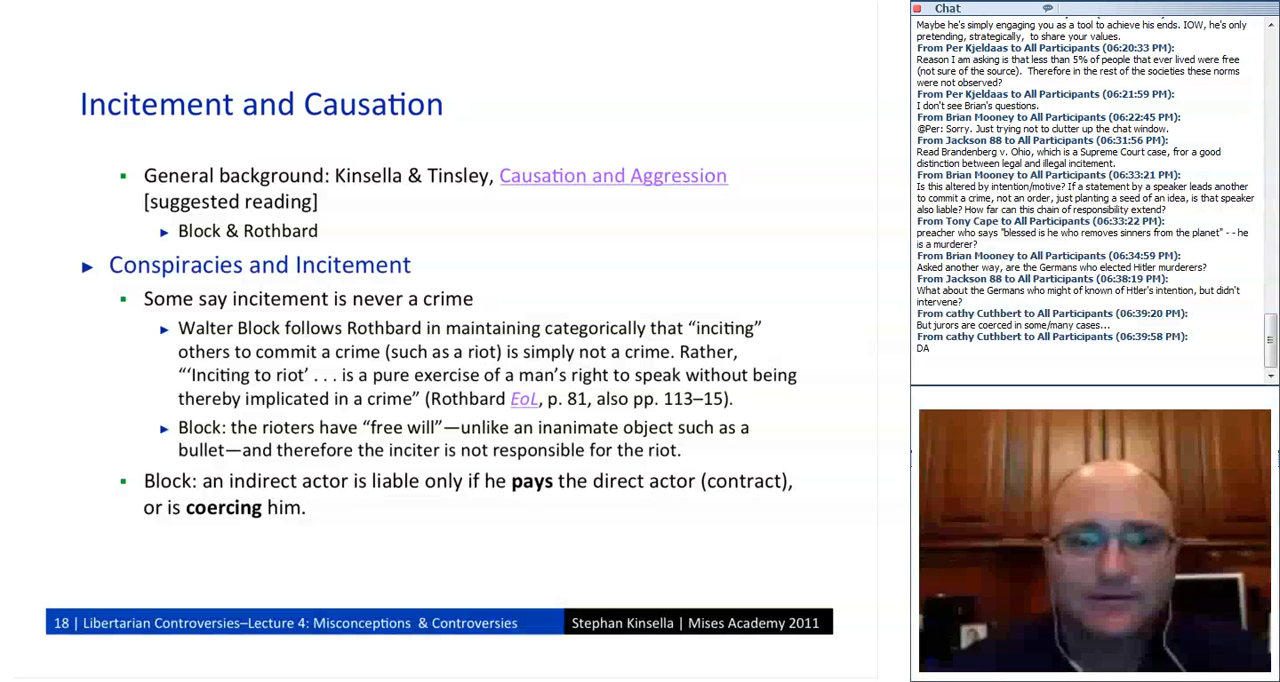 Incitement and Causation
General background: Kinsella & Tinsley, Causation and Aggression
[suggested reading]
Block & Rothbard
Conspiracies and Incitement
Some say incitement is never a crime
Walter Block follows Rothbard in maintaining categorically that “inciting”
others to commit a crime (such as a riot) is simply not a crime. Rather,
“‘Inciting to riot’ . . . is a pure exercise of a man’s right to speak without being
thereby implicated in a crime” (Rothbard EoL, p. 81, also pp. 113–15).
Block: the rioters have “free will”—unlike an inanimate object such as a
bullet—and therefore the inciter is not responsible for the riot.
Block: an indirect actor is liable only if he pays the direct actor (contract),
or is coercing him.
18 | Libertarian Controversies–Lecture 4: Misconceptions & Controversies
Stephan Kinsella | Mises Academy 2011
Chat
Maybe he's simply engaging you as a tool to achieve his ends. IOW, he's only
pretending, strategically, to share your values.
From Per Kjeldaas to All Participants (06:20:33 PM):
Reason I am asking is that less than 5% of people that ever lived were free
(not sure of the source). Therefore in the rest of the societies these norms
were not observed?
From Per Kjeldaas to All Participants (06:21:59 PM):
I don't see Brian's questions.
From Brian Mooney to All Participants (06:22:45 PM):
@Per: Sorry. Just trying not to clutter up the chat window.
From Jackson 88 to All Participants (06:31:56 PM):
Read Brandenberg v. Ohio, which is a Supreme Court case, fror a good
distinction between legal and illegal incitement.
From Brian Mooney to All Participants (06:33:21 PM):
Is this altered by intention/motive? If a statement by a speaker leads another
to commit a crime, not an order, just planting a seed of an idea, is that speaker
also liable? How far can this chain of responsibility extend?
From Tony Cape to All Participants (06:33:22 PM):
preacher who says "blessed is he who removes sinners from the planet" - - he
is a murderer?
From Brian Mooney to All Participants (06:34:59 PM):
Asked another way, are the Germans who elected Hitler murderers?
From Jackson 88 to All Participants (06:38:19 PM):
What about the Germans who might of known of Htler's intention, but didn't
intervene?
From cathy Cuthbert to All Participants (06:39:20 PM):
But jurors are coerced in some/many cases...
From cathy Cuthbert to All Participants (06:39:58 PM):
DA